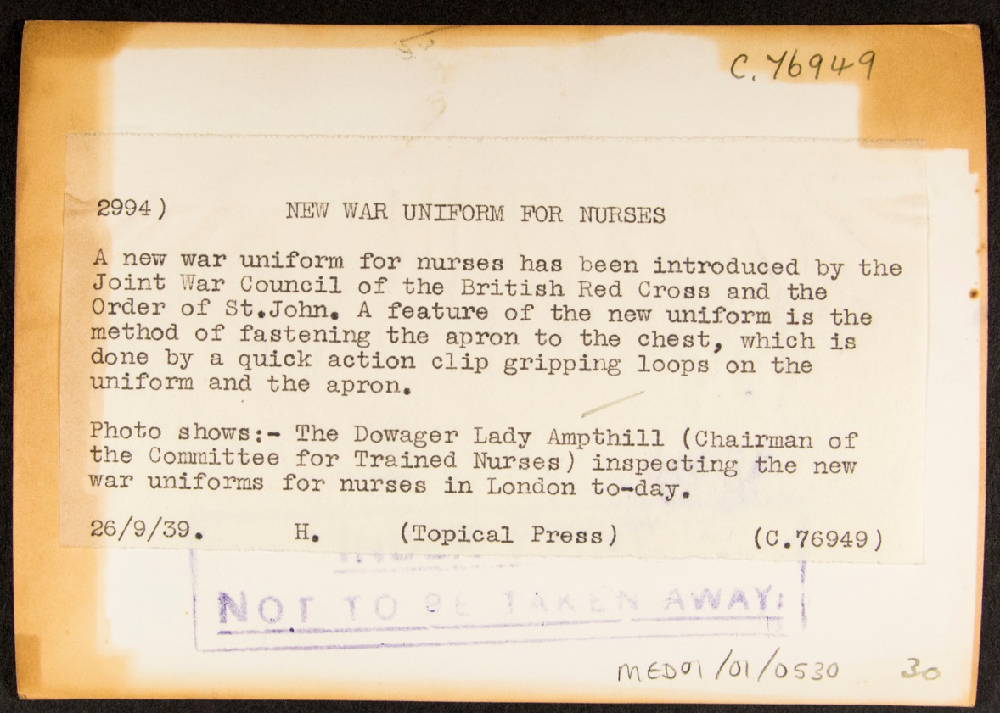 C.76949
2994) NEW WAR UNIFORM FOR NURSES
A new war uniform for nurses has been introduced by the
Joint War Council of the British Red Cross and the
Order of St.John. A feature of the new uniform is the
method of fastening the apron to the chest, which is
done by a quick action clip gripping loops on the
uniform and the apron.
Photo shows:- The Dowager Lady Ampthill (Chairman of
the Committee for Trained Nurses) inspecting the new
war uniforms for nurses in London to-day.
26/9/39. H. (Topical Press) (C.76949)
NOT TO BE TAKEN AWAY
MED01/01/0530 30